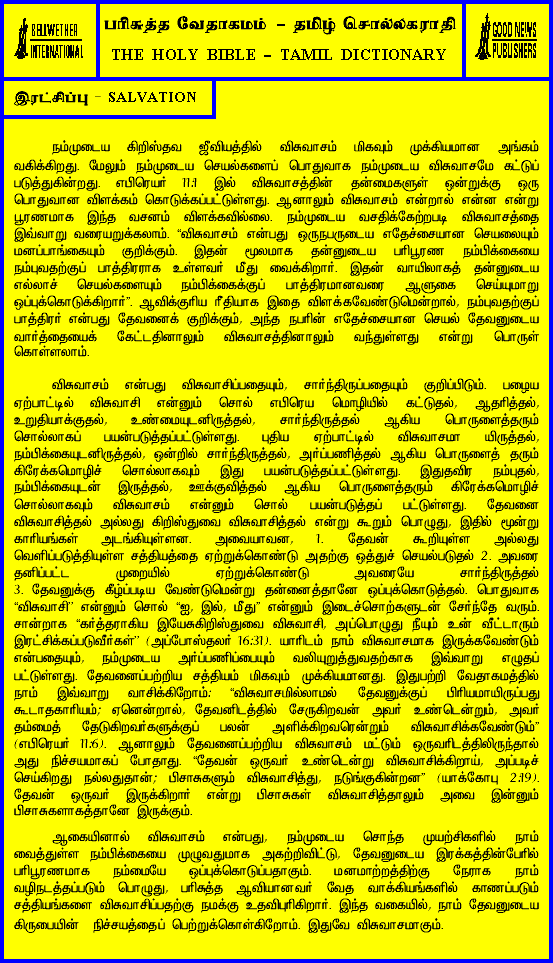 BELLWETHER
INTERNATIONAL
பரிசுத்த வேதாகமம் – தமிழ் சொல்லகராதி
THE HOLY BIBLE – TAMIL DICTIONARY
GOOD NEWS
PUBLISHERS
இரட்சிப்பு – SALVATION
நம்முடைய கிறிஸ்தவ ஜீவியத்தில் விசுவாசம் மிகவும் முக்கியமான அங்கம்
வகிக்கிறது. மேலும் நம்முடைய செயல்களைப் பொதுவாக நம்முடைய விசுவாசமே கட்டுப்
படுத்துகின்றது. எபிரெயர் 11:1 இல் விசுவாசத்தின் தன்மைகளுள் ஒன்றுக்கு ஒரு
பொதுவான விளக்கம் கொடுக்கப்பட்டுள்ளது. ஆனாலும் விசுவாசம் என்றால் என்ன என்று
பூரணமாக இந்த வசனம் விளக்கவில்லை. நம்முடைய வசதிக்கேற்றபடி விசுவாசத்தை
இவ்வாறு வரையறுக்கலாம். “விசுவாசம் என்பது ஒருநபருடைய எதேச்சையான செயலையும்
மனப்பாங்கையும் குறிக்கும். இதன் மூலமாக தன்னுடைய பரிபூரண நம்பிக்கையை
நம்புவதற்குப் பாத்திரராக உள்ளவர் மீது வைக்கிறார். இதன் வாயிலாகத் தன்னுடைய
எல்லாச் செயல்களையும் நம்பிக்கைக்குப் பாத்திரமானவரை ஆளுகை செய்யுமாறு
ஒப்புக்கொடுக்கிறார்”. ஆவிக்குரிய ரீதியாக இதை விளக்கவேண்டுமென்றால், நம்புவதற்குப்
பாத்திரர் என்பது தேவனைக் குறிக்கும், அந்த நபரின் எதேச்சையான செயல் தேவனுடைய
வார்த்தையைக் கேட்டதினாலும் விசுவாசத்தினாலும் வந்துள்ளது என்று பொருள்
கொள்ளலாம்.
விசுவாசம் என்பது விசுவாசிப்பதையும், சார்ந்திருப்பதையும் குறிப்பிடும். பழைய
ஏற்பாட்டில் விசுவாசி என்னும் சொல் எபிரெய மொழியில் கட்டுதல், ஆதரித்தல்,
உறுதியாக்குதல், உண்மையுடனிருத்தல், சார்ந்திருத்தல் ஆகிய பொருளைத்தரும்
சொல்லாகப் பயன்படுத்தப்பட்டுள்ளது. புதிய ஏற்பாட்டில் விசுவாசமா யிருத்தல்,
நம்பிக்கையுடனிருத்தல், ஒன்றில் சார்ந்திருத்தல், அர்ப்பணித்தல் ஆகிய பொருளைத் தரும்
கிரேக்கமொழிச் சொல்லாகவும் இது பயன்படுத்தப்பட்டுள்ளது. இதுதவிர நம்புதல்,
நம்பிக்கையுடன் இருத்தல், ஊக்குவித்தல் ஆகிய பொருளைத்தரும் கிரேக்கமொழிச்
சொல்லாகவும் விசுவாசம் என்னும் சொல் பயன்படுத்தப் பட்டுள்ளது. தேவனை
விசுவாசித்தல் அல்லது கிறிஸ்துவை விசுவாசித்தல் என்று கூறும் பொழுது, இதில் மூன்று
காரியங்கள் அடங்கியுள்ளன. அவையாவன, 1. தேவன் கூறியுள்ள அல்லது
வெளிப்படுத்தியுள்ள சத்தியத்தை ஏற்றுக்கொண்டு அதற்கு ஒத்துச் செயல்படுதல் 2. அவரை
தனிப்பட்ட முறையில் ஏற்றுக்கொண்டு அவரையே சார்ந்திருத்தல்
3. தேவனுக்கு கீழ்ப்படிய வேண்டுமென்று தன்னைத்தானே ஒப்புக்கொடுத்தல். பொதுவாக
“விசுவாசி” என்னும் சொல் “ஐ, இல், மீது” என்னும் இடைச்சொற்களுடன் சேர்ந்தே வரும்.
சான்றாக “கர்த்தராகிய இயேசுகிறிஸ்துவை விசுவாசி, அப்பொழுது நீயும் உன் வீட்டாரும்
இரட்சிக்கப்படுவீர்கள்” (அப்போஸ்தலர் 16:31). யாரிடம் நாம் விசுவாசமாக இருக்கவேண்டும்
என்பதையும், நம்முடைய அர்ப்பணிப்பையும் வலியுறுத்துவதற்காக இவ்வாறு எழுதப்
பட்டுள்ளது. தேவனைப்பற்றிய சத்தியம் மிகவும் முக்கியமானது. இதுபற்றி வேதாகமத்தில்
நாம் இவ்வாறு வாசிக்கிறோம்; “விசுவாசமில்லாமல் தேவனுக்குப் பிரியமாயிருப்பது
கூடாதகாரியம்; ஏனென்றால், தேவனிடத்தில் சேருகிறவன் அவர் உண்டென்றும், அவர்
தம்மைத் தேடுகிறவர்களுக்குப் பலன் அளிக்கிறவரென்றும் விசுவாசிக்கவேண்டும்”
(எபிரெயர் 11:6). ஆனாலும் தேவனைப்பற்றிய விசுவாசம் மட்டும் ஒருவரிடத்திலிருந்தால்
அது நிச்சயமாகப் போதாது. “தேவன் ஒருவர் உண்டென்று விசுவாசிக்கிறாய், அப்படிச்
செய்கிறது நல்லதுதான்; பிசாசுகளும் விசுவாசித்து, நடுங்குகின்றன” (யாக்கோபு 2:19).
தேவன் ஒருவர் இருக்கிறார் என்று பிசாசுகள் விசுவாசித்தாலும் அவை இன்னும்
பிசாசுகளாகத்தானே இருக்கும்.
ஆகையினால் விசுவாசம் என்பது, நம்முடைய சொந்த முயற்சிகளில் நாம்
வைத்துள்ள நம்பிக்கையை முழுவதுமாக அகற்றிவிட்டு, தேவனுடைய இரக்கத்தின்பேரில்
பரிபூரணமாக நம்மையே ஒப்புக்கொடுப்பதாகும். மனமாற்றத்திற்கு நேராக நாம்
வழிநடத்தப்படும் பொழுது, பரிசுத்த ஆவியானவர் வேத வாக்கியங்களில் காணப்படும்
சத்தியங்களை விசுவாசிப்பதற்கு நமக்கு உதவிபுரிகிறார். இந்த வகையில், நாம் தேவனுடைய
கிருபையின் நிச்சயத்தைப் பெற்றுக்கொள்கிறோம். இதுவே விசுவாசமாகும்.